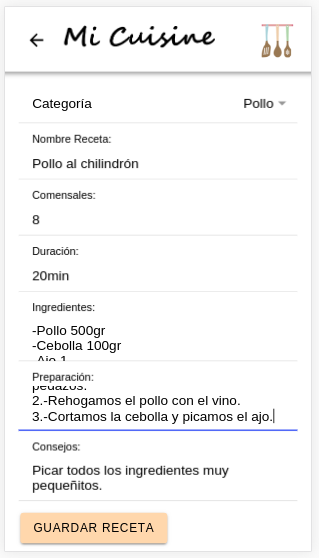 Mi Cuisine
Categoría Pollo
Nombre Receta:
Pollo al chilindrón
Comensales:
8
Duración:
20min
Ingredientes:
-Pollo 500gr
-Cebolla 100gr
-Ajo 1
Preparación:
pedazos.
2.-Rehogamos el pollo con el vino.
3.-Cortamos la cebolla y picamos el ajo.
Consejos:
Picar todos los ingredientes muy
pequeñitos.
GUARDAR RECETA